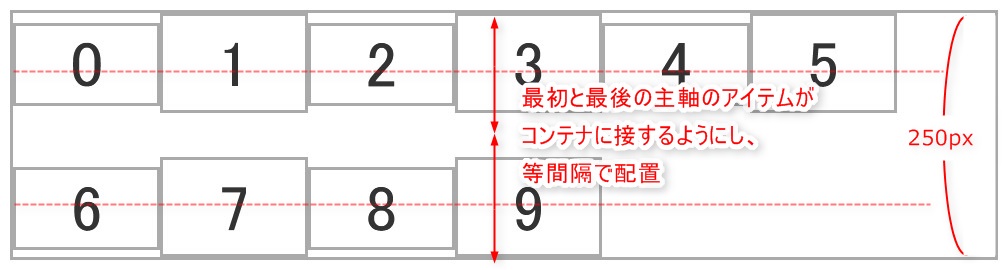 0 1 2 3 4 5
最初と最後の主軸のアイテムが
コンテナに接するようにし、
等間隔で配置
250px
6 7 8 9